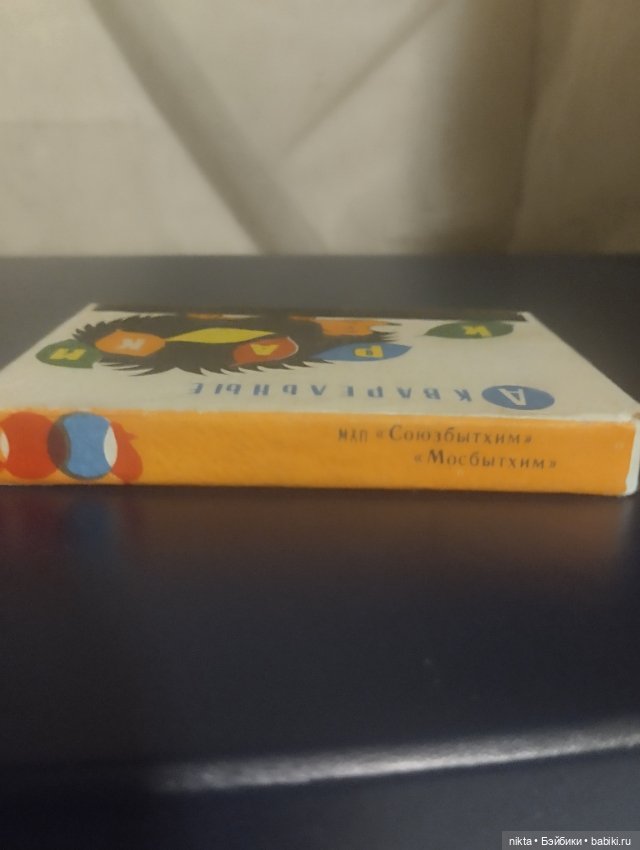 АКВАРЕЛЬНЫЕ
К Р А К И
МХП «Союзбытхим»
«Мосбытхим»
nikta • Бэйбики • babiki.ru